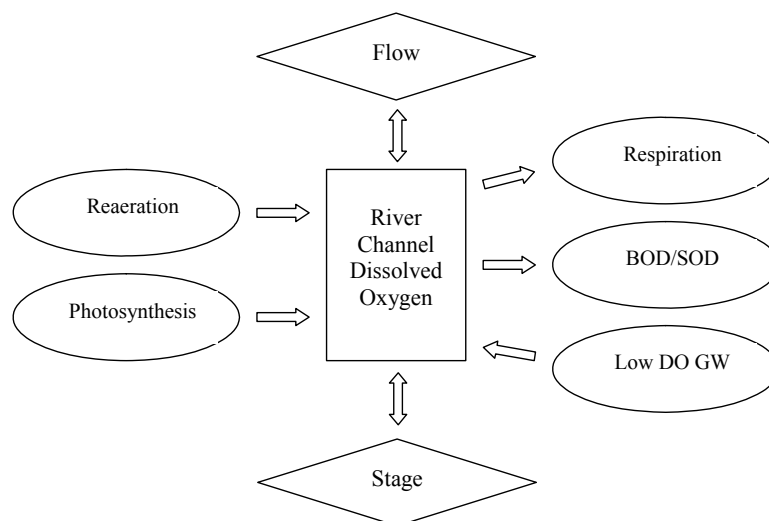 Flow
Respiration
Reaeration
River
Channel
Dissolved
Oxygen
BOD/SOD
Photosynthesis
Low DO GW
Stage